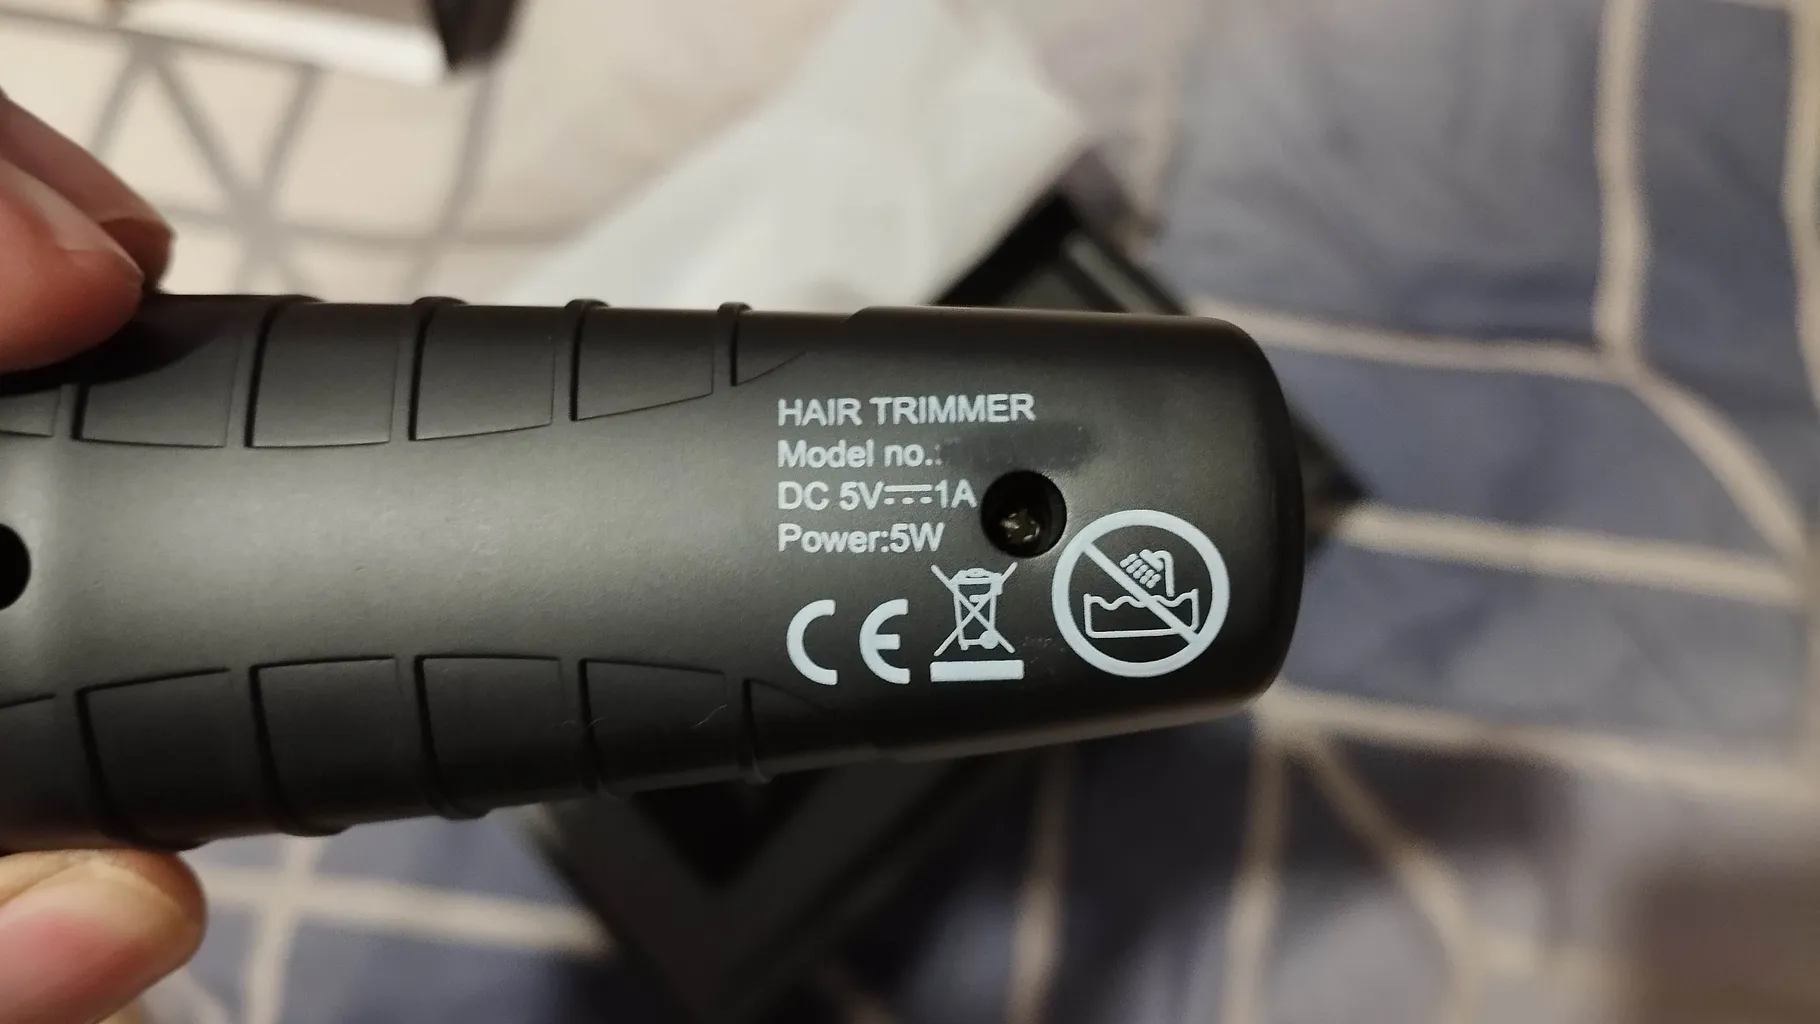 HAIR TRIMMER
Model no.:
DC 5V⎓1A
Power:5W
CE